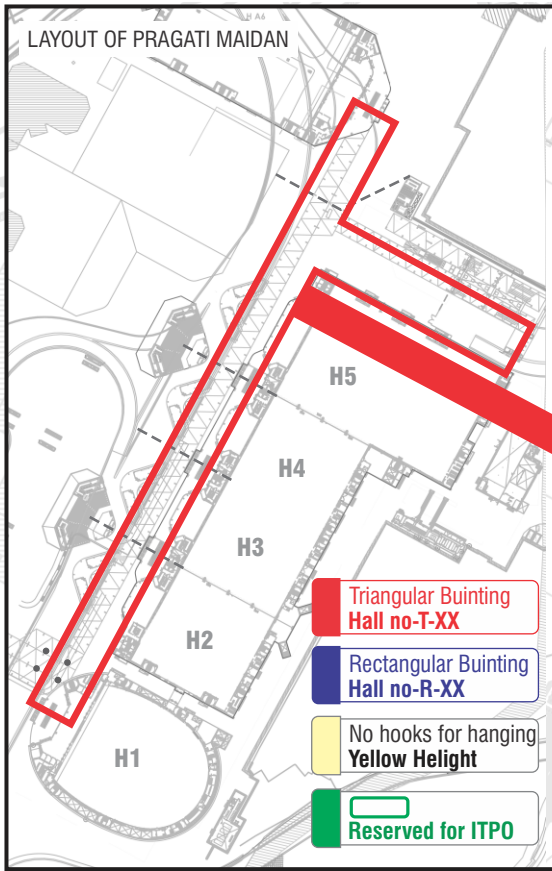 H A6
LAYOUT OF PRAGATI MAIDAN
H5
H4
H3
H2
H1
Triangular Buinting
Hall no-T-XX
Rectangular Buinting
Hall no-R-XX
No hooks for hanging
Yellow Helight
Reserved for ITPO